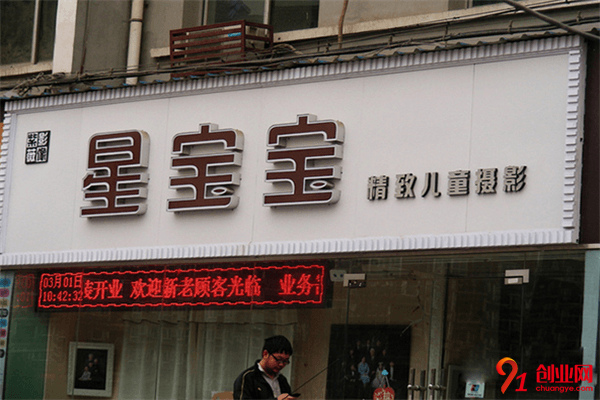 星宝宝
精致儿童摄影
03月01日
10:42:32
开业 欢迎新老顾客光临 业务
91创业网
chuangye.com